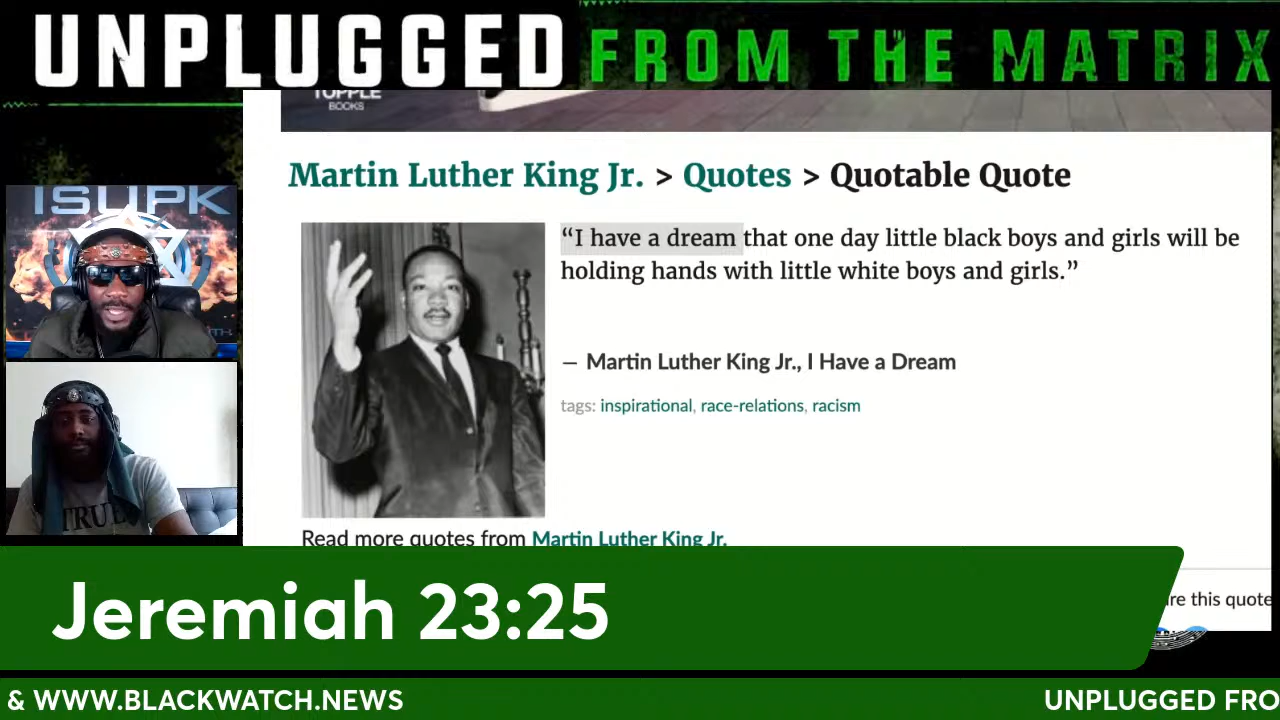 UNPLUGGED FROM THE MATRIX
TOPPLE
BOOKS
Martin Luther King Jr. > Quotes > Quotable Quote
ISUPK
“I have a dream that one day little black boys and girls will be
holding hands with little white boys and girls.”
— Martin Luther King Jr., I Have a Dream
tags: inspirational, race-relations, racism
TRUE
Read more quotes from Martin Luther King Jr.
re this quote
Jeremiah 23:25
& WWW.BLACKWATCH.NEWS
UNPLUGGED FRO